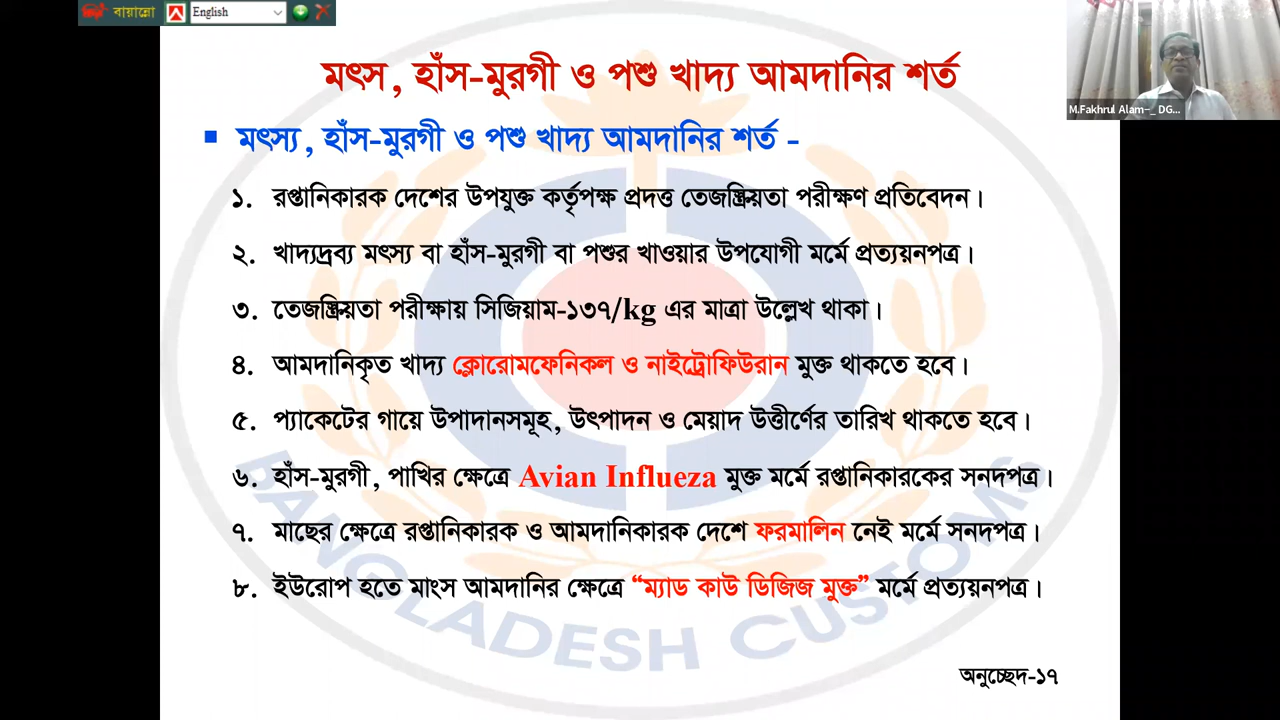 বায়ান্নো
English
M.Fakhrul Alam-_ DG...
মৎস, হাঁস-মুরগী ও পশু খাদ্য আমদানির শর্ত
মৎস্য, হাঁস-মুরগী ও পশু খাদ্য আমদানির শর্ত -
১. রপ্তানিকারক দেশের উপযুক্ত কর্তৃপক্ষ প্রদত্ত তেজস্ক্রিয়তা পরীক্ষণ প্রতিবেদন।
২. খাদ্যদ্রব্য মৎস্য বা হাঁস-মুরগী বা পশুর খাওয়ার উপযোগী মর্মে প্রত্যয়নপত্র।
৩. তেজস্ক্রিয়তা পরীক্ষায় সিজিয়াম-১৩৭/kg এর মাত্রা উল্লেখ থাকা।
৪. আমদানিকৃত খাদ্য ক্লোরোমফেনিকল ও নাইট্রোফিউরান মুক্ত থাকতে হবে।
৫. প্যাকেটের গায়ে উপাদানসমূহ, উৎপাদন ও মেয়াদ উত্তীর্ণের তারিখ থাকতে হবে।
৬. হাঁস-মুরগী, পাখির ক্ষেত্রে Avian Influeza মুক্ত মর্মে রপ্তানিকারকের সনদপত্র।
৭. মাছের ক্ষেত্রে রপ্তানিকারক ও আমদানিকারক দেশে ফরমালিন নেই মর্মে সনদপত্র।
৮. ইউরোপ হতে মাংস আমদানির ক্ষেত্রে “ম্যাড কাউ ডিজিজ মুক্ত” মর্মে প্রত্যয়নপত্র।
BANGLADESH CUSTOMS
অনুচ্ছেদ-১৭